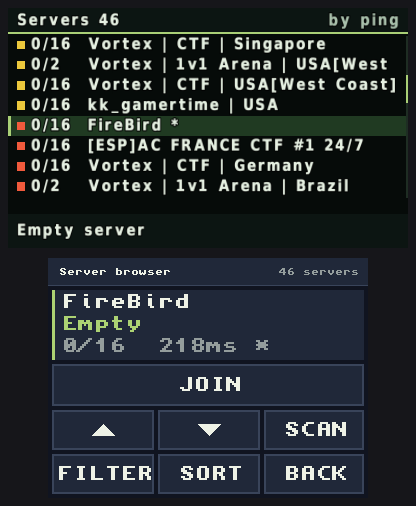 Servers 46 by ping
0/16 Vortex | CTF | Singapore
0/2 Vortex | 1v1 Arena | USA[West
0/16 Vortex | CTF | USA[West Coast]
0/16 kk_gamertime | USA
0/16 FireBird *
0/16 [ESP]AC FRANCE CTF #1 24/7
0/16 Vortex | CTF | Germany
0/2 Vortex | 1v1 Arena | Brazil
Empty server
Server browser 46 servers
FireBird
Empty
0/16 218ms *
JOIN
SCAN
FILTER SORT BACK